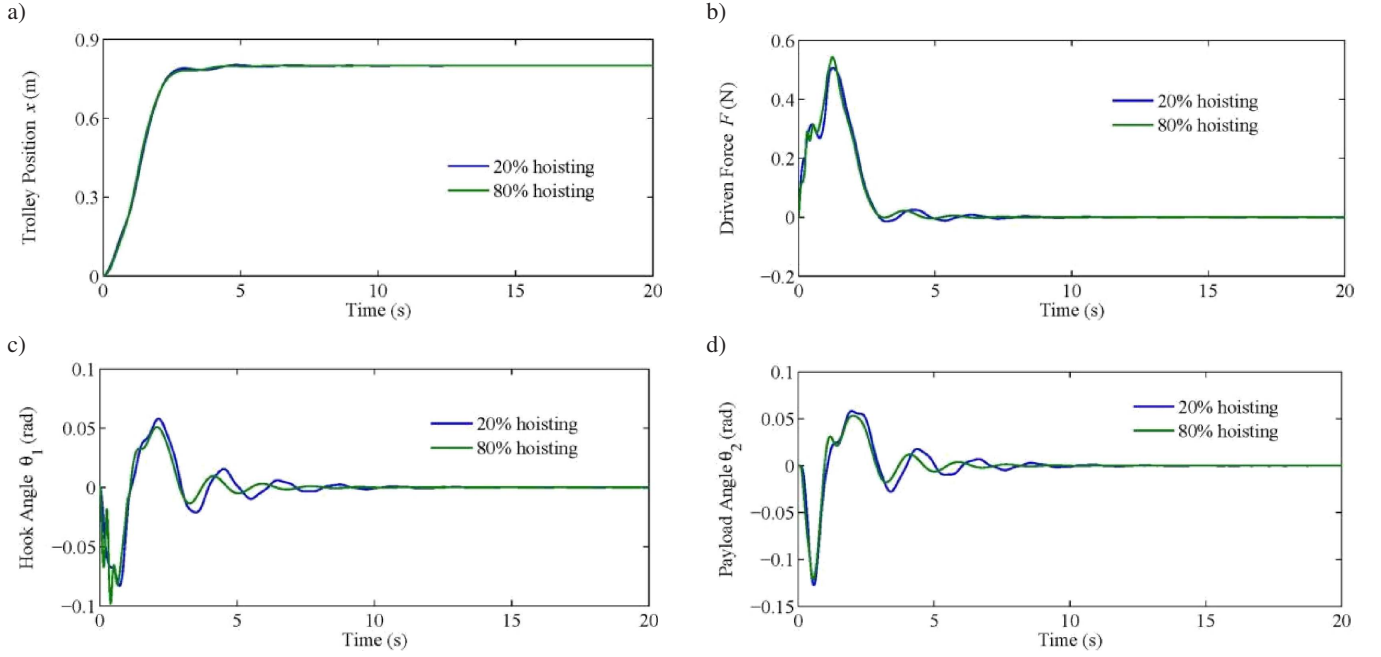 a)
0.9
0.6
0.3
0
Trolley Position x (m)
20% hoisting
80% hoisting
0 5 10 15 20
Time (s)
b)
0.6
0.4
0.2
0
−0.2
Driven Force F (N)
20% hoisting
80% hoisting
0 5 10 15 20
Time (s)
c)
0.1
0.05
0
−0.05
−0.1
Hook Angle θ1 (rad)
20% hoisting
80% hoisting
0 5 10 15 20
Time (s)
d)
0.1
0.05
0
−0.05
−0.1
−0.15
Payload Angle θ2 (rad)
20% hoisting
80% hoisting
0 5 10 15 20
Time (s)